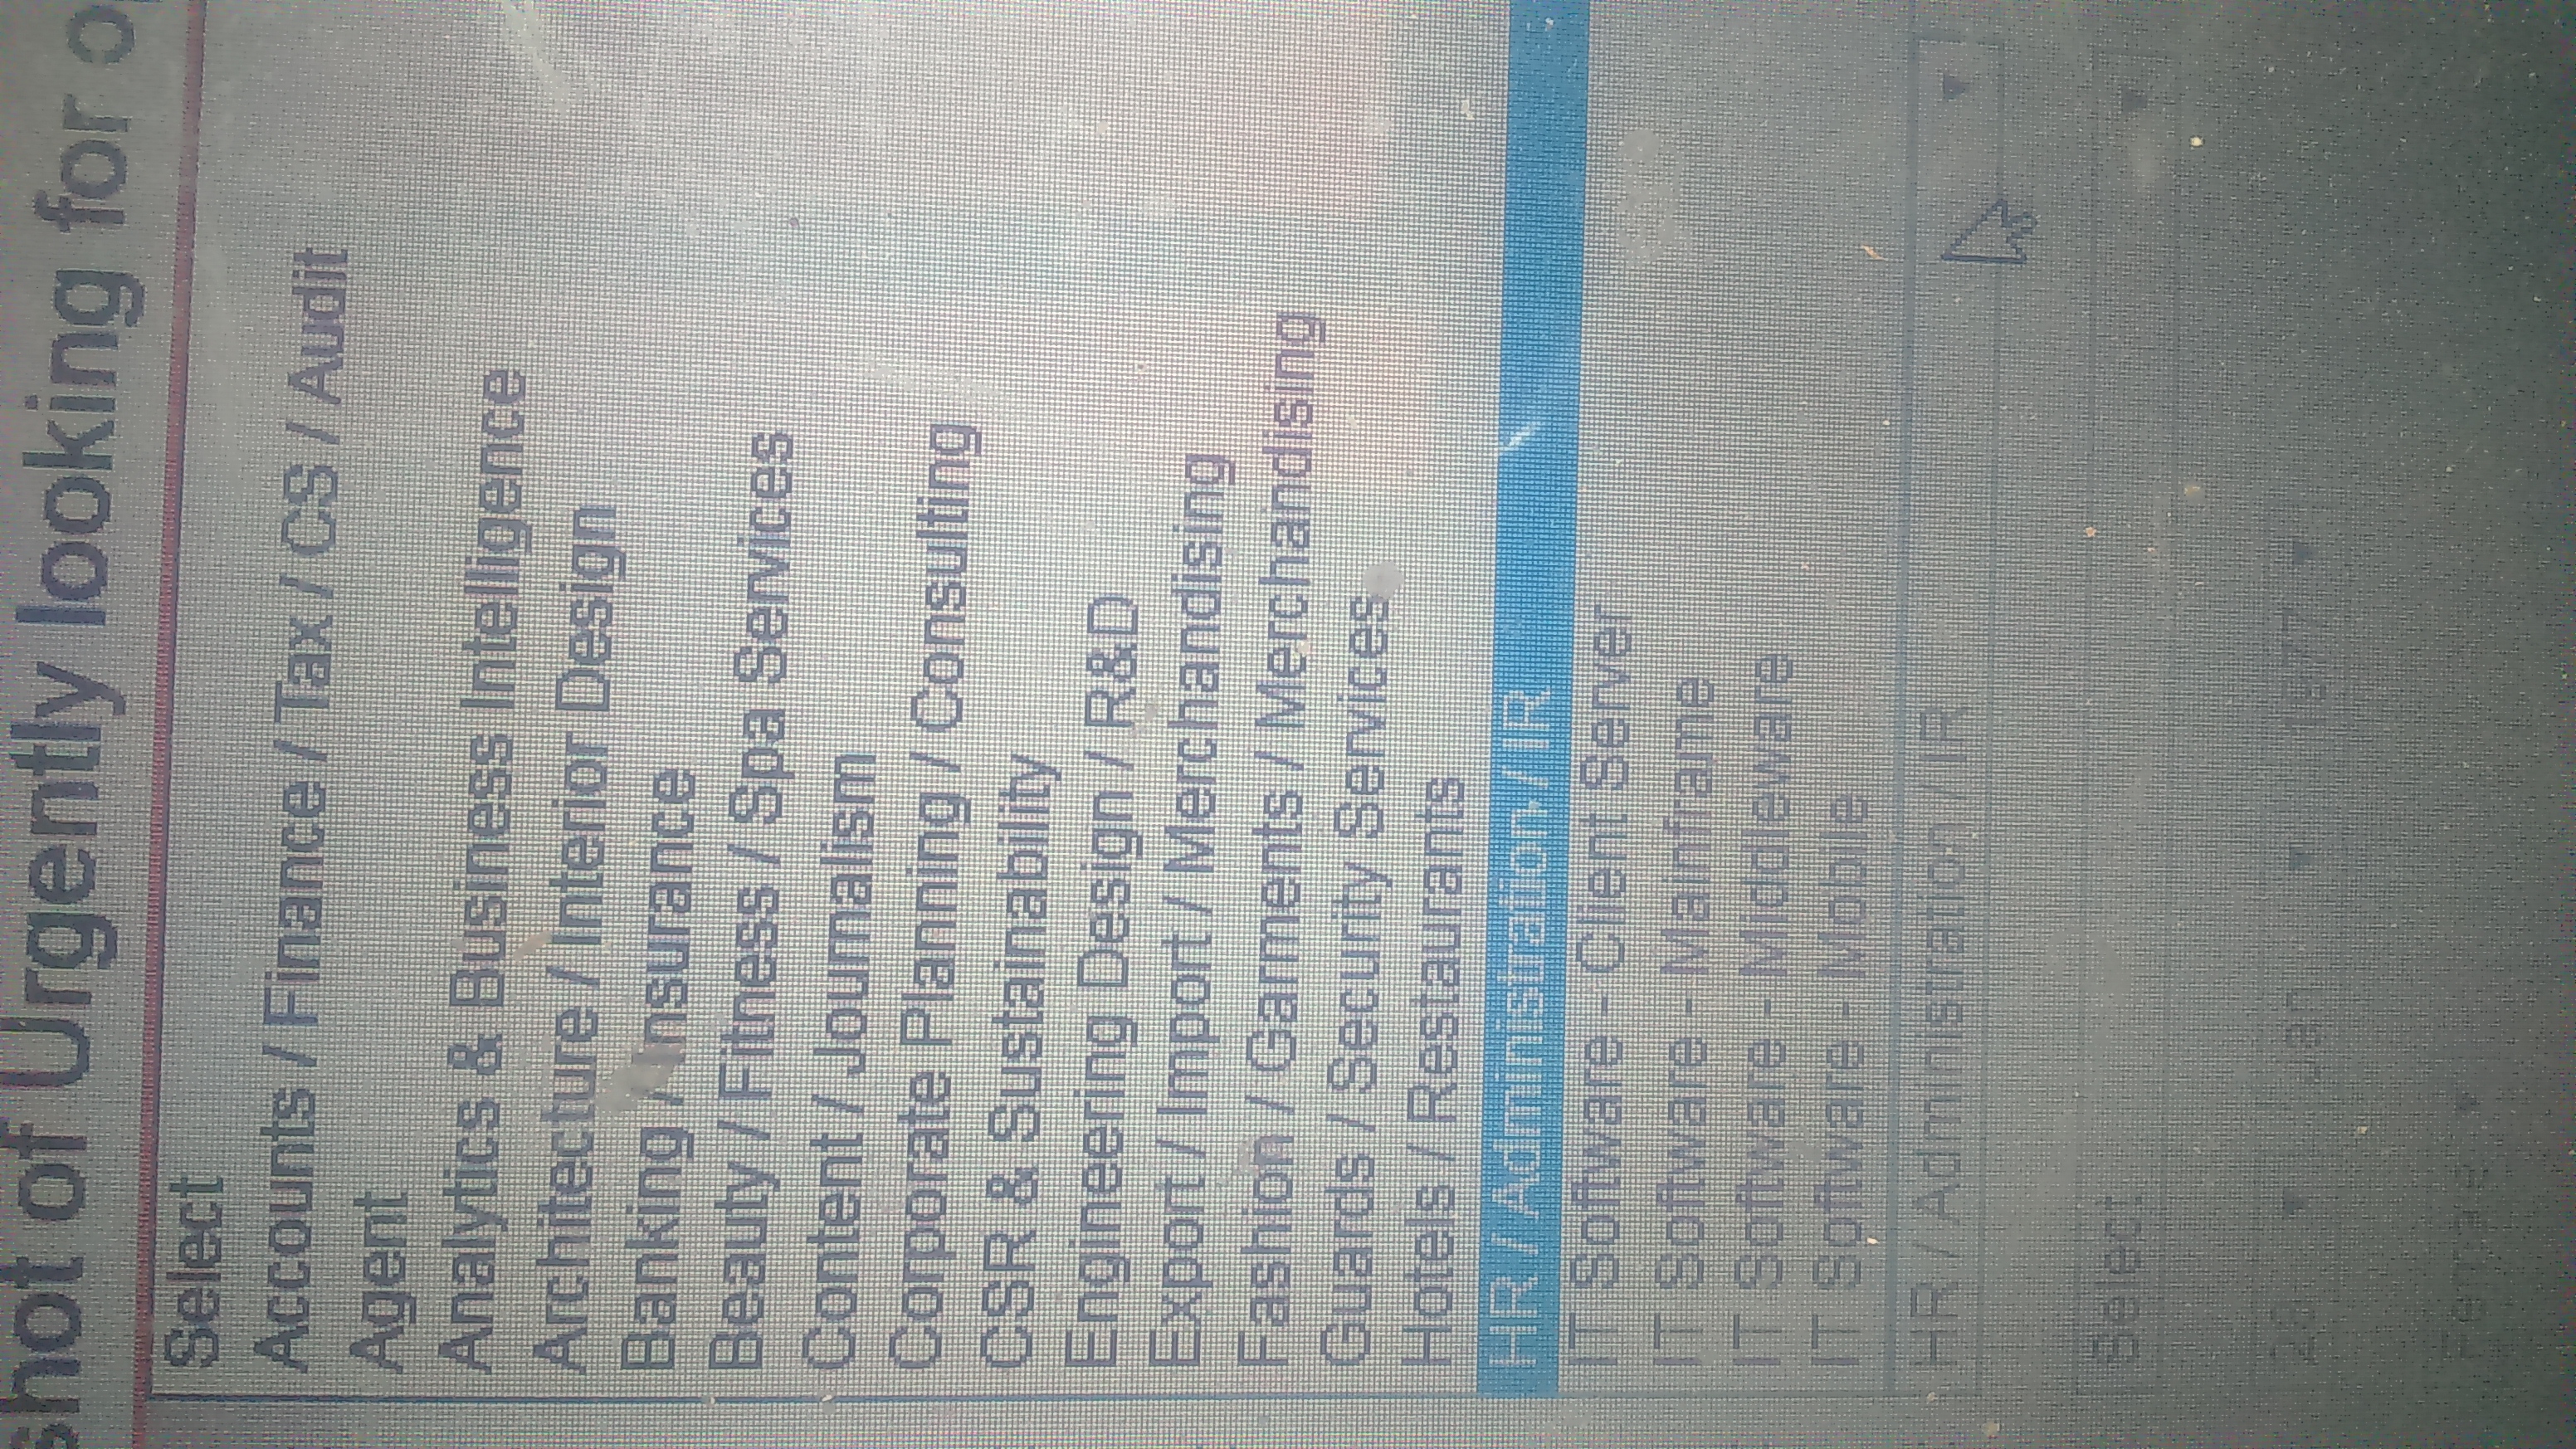 shot of Urgently looking for o
Select
Accounts / Finance / Tax / CS / Audit
Agent
Analytics & Business Intelligence
Architecture / Interior Design
Banking / Insurance
Beauty / Fitness / Spa Services
Content / Journalism
Corporate Planning / Consulting
CSR & Sustainability
Engineering Design / R&D
Export / Import / Merchandising
Fashion / Garments / Merchandising
Guards / Security Services
Hotels / Restaurants
HR / Administration / IR
IT Software - Client Server
IT Software - Mainframe
IT Software - Middleware
IT Software - Mobile
HR / Administration / IR
Select
Jan 1977
Female